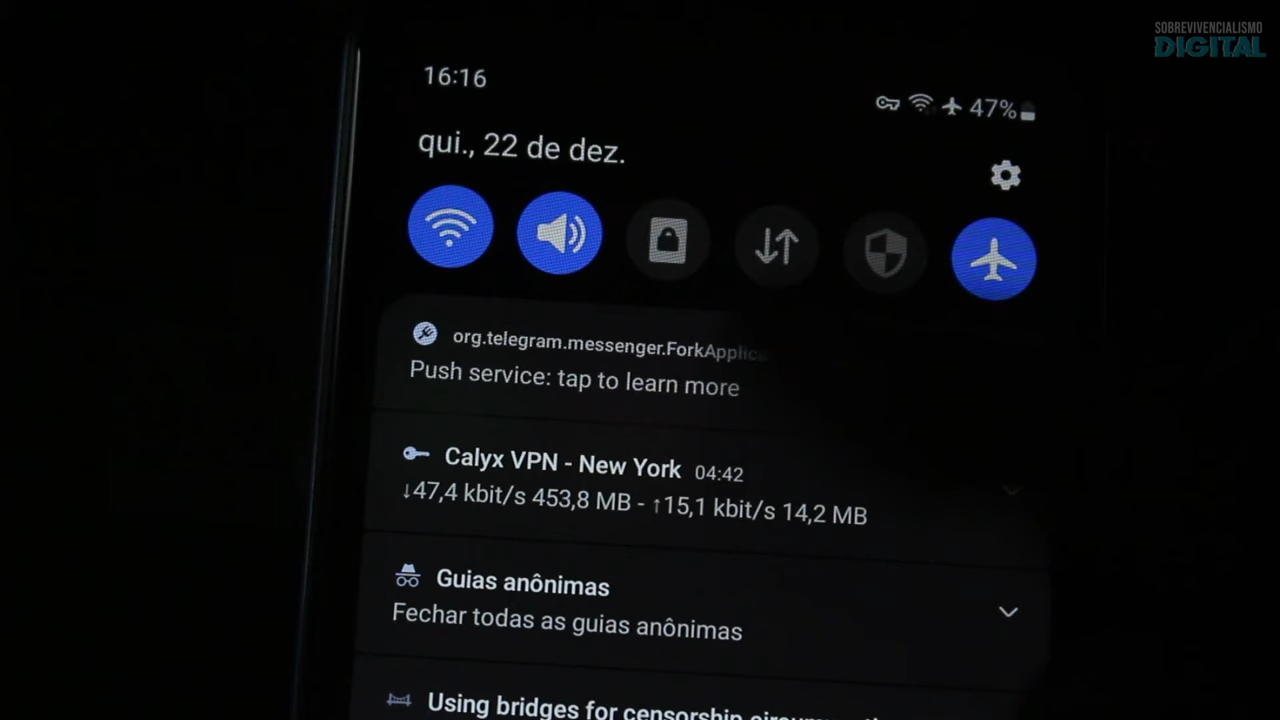 SOBREVIVENCIALISMO
DIGITAL
16:16
47%
qui., 22 de dez.
org.telegram.messenger.ForkApplic
Push service: tap to learn more
Calyx VPN - New York 04:42
↓47,4 kbit/s 453,8 MB - ↑15,1 kbit/s 14,2 MB
Guias anônimas
Fechar todas as guias anônimas
Using bridges for censorship